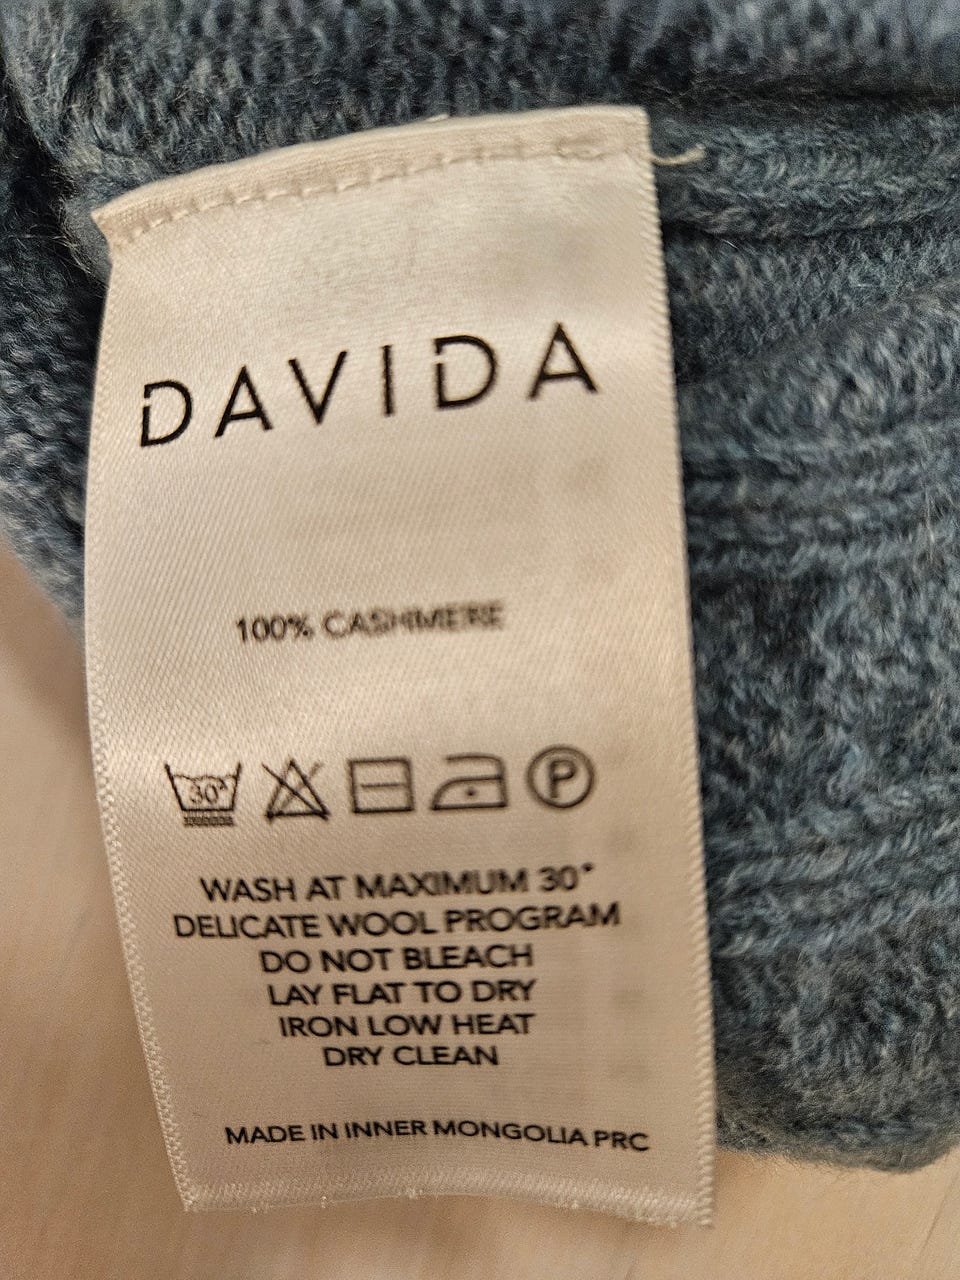 DAVIDA
100% CASHMERE
30° P
WASH AT MAXIMUM 30°
DELICATE WOOL PROGRAM
DO NOT BLEACH
LAY FLAT TO DRY
IRON LOW HEAT
DRY CLEAN
MADE IN INNER MONGOLIA PRC